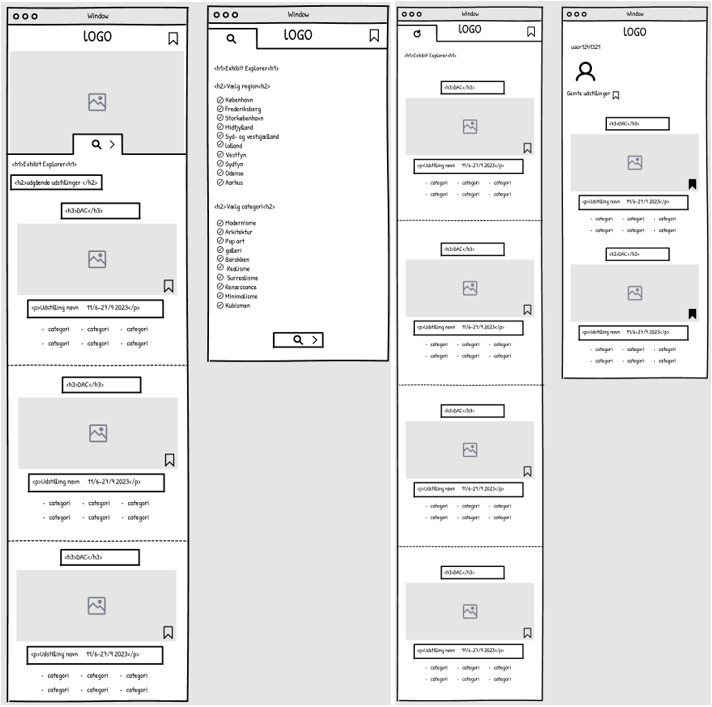 Window
LOGO
<h1>Exhibit Explorer<h1>
<h2>udgående udstillinger </h2>
<h3>DAC</h3>
<p>Udstilling navn 11/6-27/9 2023</p>
· categori · categori · categori
· categori · categori · categori
<h3>DAC</h3>
<p>Udstilling navn 11/6-27/9 2023</p>
· categori · categori · categori
· categori · categori · categori
<h3>DAC</h3>
<p>Udstilling navn 11/6-27/9 2023</p>
· categori · categori · categori
· categori · categori · categori
Window
LOGO
<h1>Exhibit Explorer<h1>
<h2>Vælg region<h2>
København
Frederiksberg
Storkøbenhavn
Midtjylland
Syd- og vestsjælland
lolland
Vestfyn
Sydfyn
Odense
Aarhus
<h2>Vælg categori<h2>
Modernisme
Arkitektur
Pop art
galleri
Barokken
Realisme
Surrealisme
Renæssance
Minimalisme
Kubismen
Window
LOGO
<h1>Exhibit Explorer<h1>
<h3>DAC</h3>
<p>Udstilling navn 11/6-27/9 2023</p>
· categori · categori · categori
· categori · categori · categori
<h3>DAC</h3>
<p>Udstilling navn 11/6-27/9 2023</p>
· categori · categori · categori
· categori · categori · categori
<h3>DAC</h3>
<p>Udstilling navn 11/6-27/9 2023</p>
· categori · categori · categori
· categori · categori · categori
<h3>DAC</h3>
<p>Udstilling navn 11/6-27/9 2023</p>
· categori · categori · categori
· categori · categori · categori
Window
LOGO
user1241321
Gemte udstillinger
<h3>DAC</h3>
<p>Udstilling navn 11/6-27/9 2023</p>
· categori · categori · categori
· categori · categori · categori
<h3>DAC</h3>
<p>Udstilling navn 11/6-27/9 2023</p>
· categori · categori · categori
· categori · categori · categori